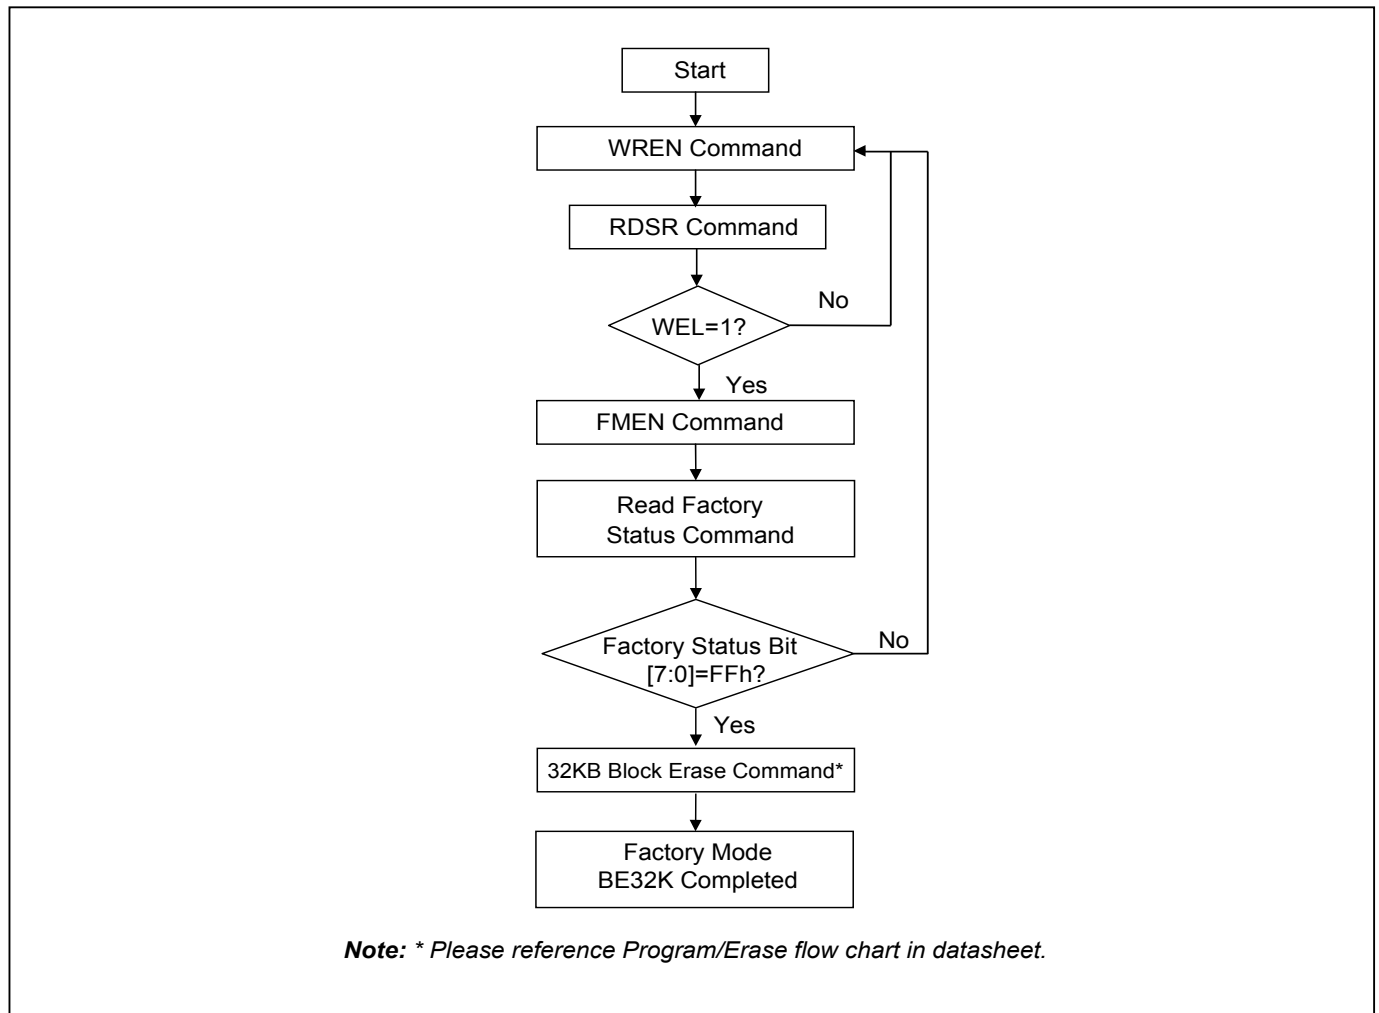 Start
WREN Command
RDSR Command
No
WEL=1?
Yes
FMEN Command
Read Factory
Status Command
Factory Status Bit
[7:0]=FFh?
No
Yes
32KB Block Erase Command*
Factory Mode
BE32K Completed
Note: * Please reference Program/Erase flow chart in datasheet.